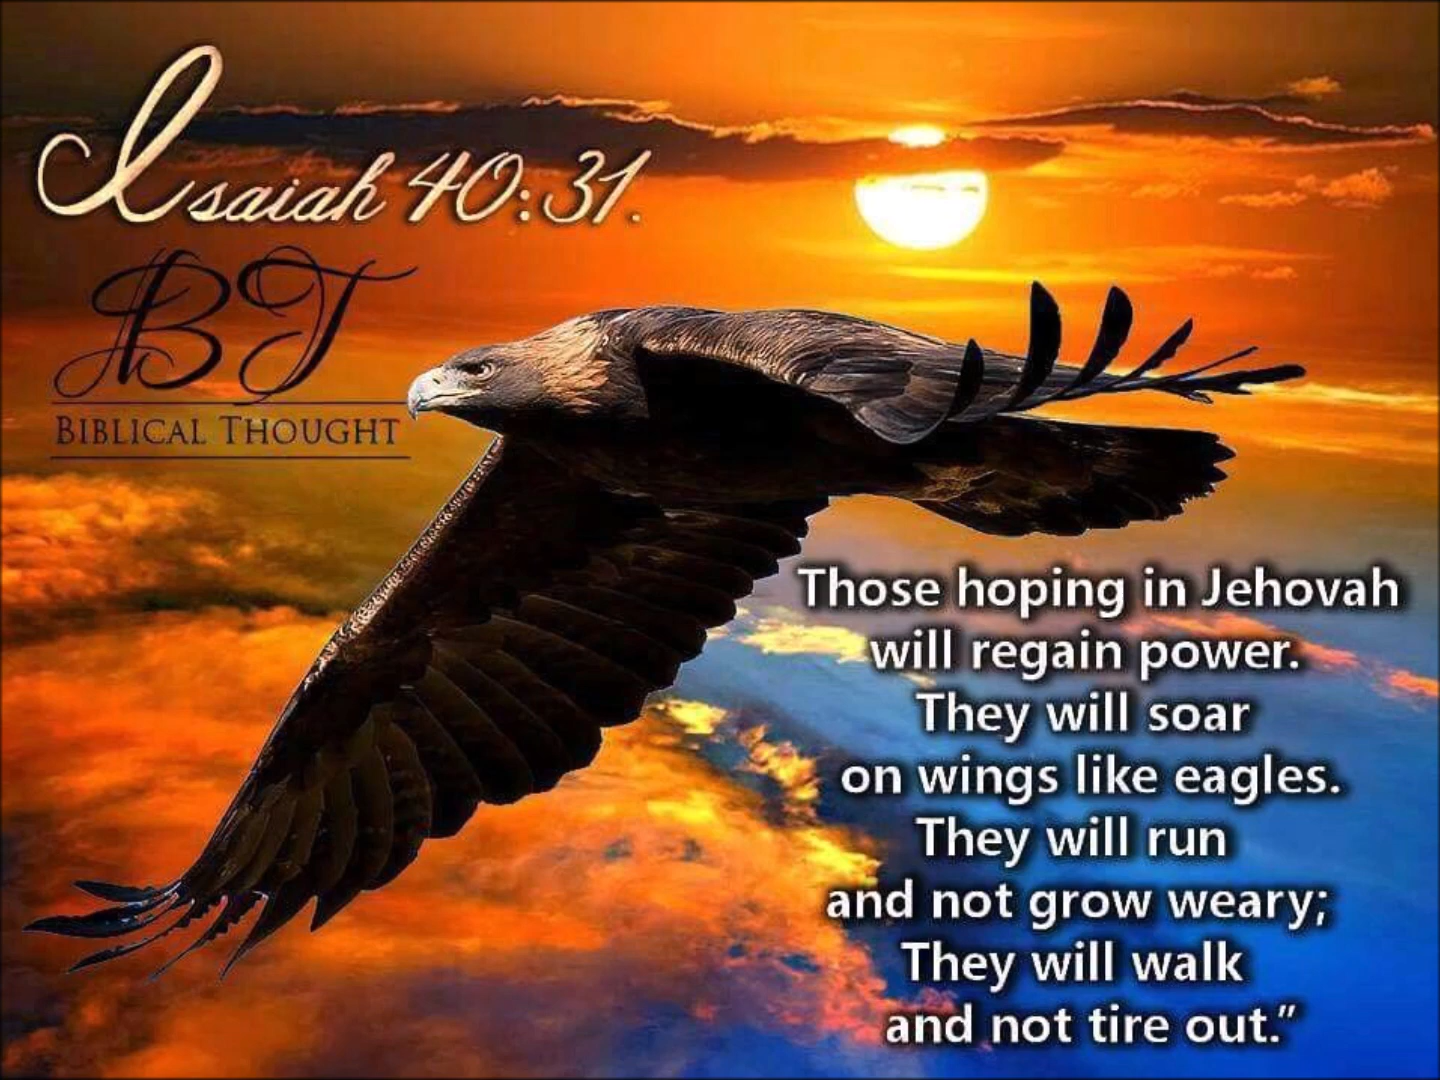 Isaiah 40:31.
BT
BIBLICAL THOUGHT
Those hoping in Jehovah
will regain power.
They will soar
on wings like eagles.
They will run
and not grow weary;
They will walk
and not tire out.”